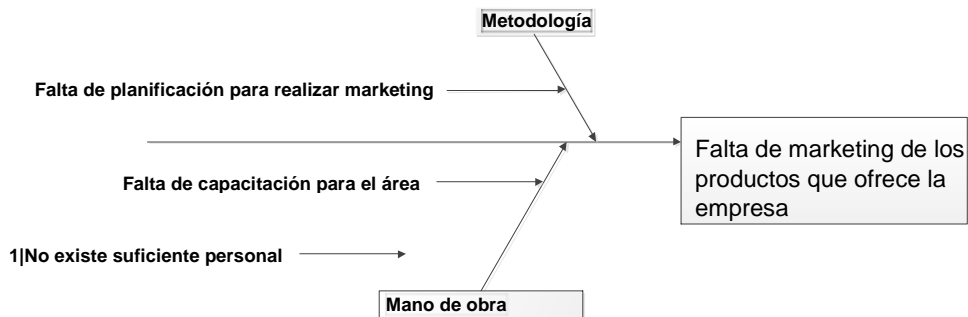 Metodología
Falta de planificación para realizar marketing
Falta de marketing de los
productos que ofrece la
empresa
Falta de capacitación para el área
1|No existe suficiente personal
Mano de obra